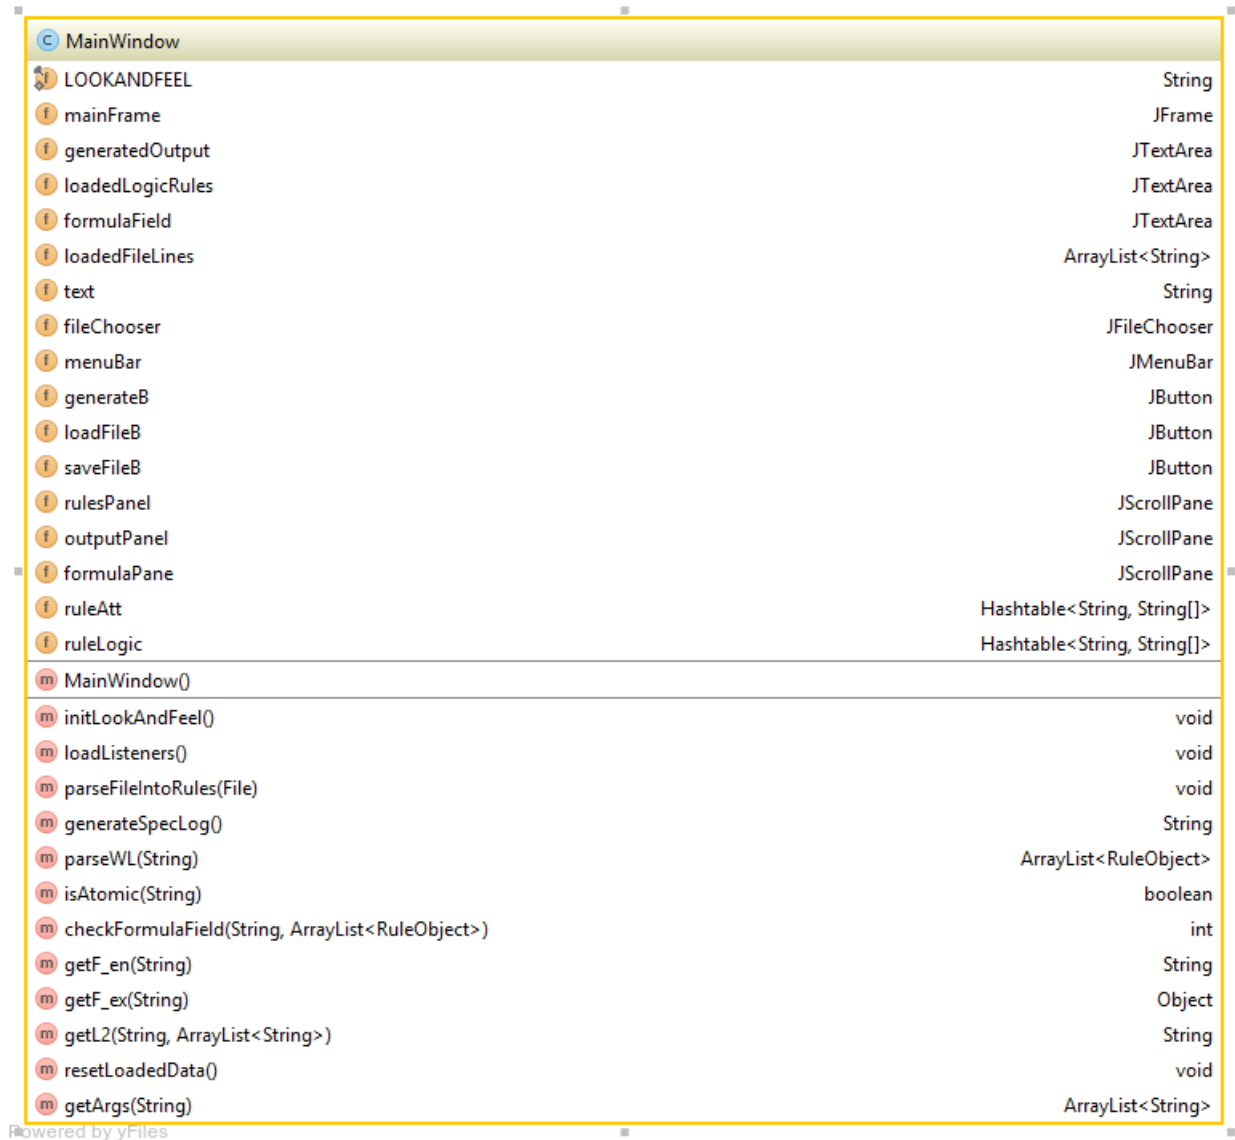 C MainWindow
f LOOKANDFEEL String
f mainFrame JFrame
f generatedOutput JTextArea
f loadedLogicRules JTextArea
f formulaField JTextArea
f loadedFileLines ArrayList<String>
f text String
f fileChooser JFileChooser
f menuBar JMenuBar
f generateB JButton
f loadFileB JButton
f saveFileB JButton
f rulesPanel JScrollPane
f outputPanel JScrollPane
f formulaPane JScrollPane
f ruleAtt Hashtable<String, String[]>
f ruleLogic Hashtable<String, String[]>
m MainWindow()
m initLookAndFeel() void
m loadListeners() void
m parseFileIntoRules(File) void
m generateSpecLog() String
m parseWL(String) ArrayList<RuleObject>
m isAtomic(String) boolean
m checkFormulaField(String, ArrayList<RuleObject>) int
m getF_en(String) String
m getF_ex(String) Object
m getL2(String, ArrayList<String>) String
m resetLoadedData() void
m getArgs(String) ArrayList<String>
Powered by yFiles